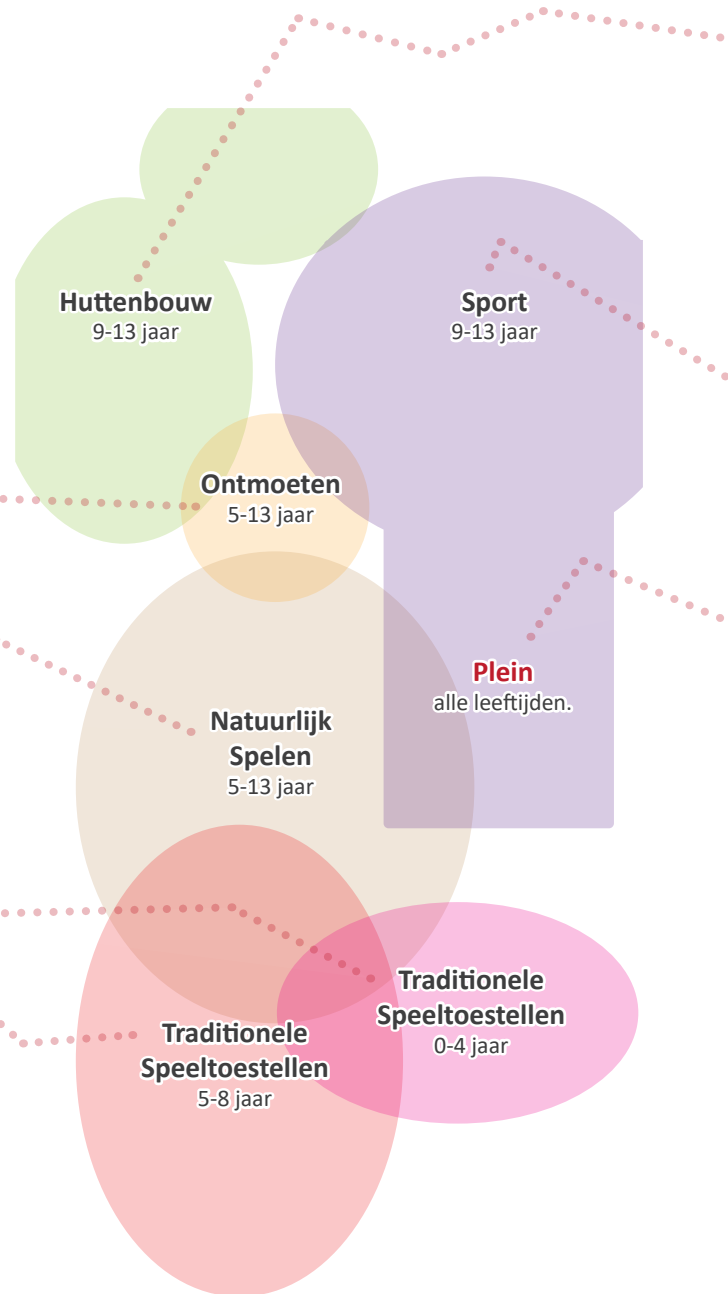 Huttenbouw
9-13 jaar
Sport
9-13 jaar
Ontmoeten
5-13 jaar
Plein
alle leeftijden.
Natuurlijk
Spelen
5-13 jaar
Traditionele
Speeltoestellen
0-4 jaar
Traditionele
Speeltoestellen
5-8 jaar